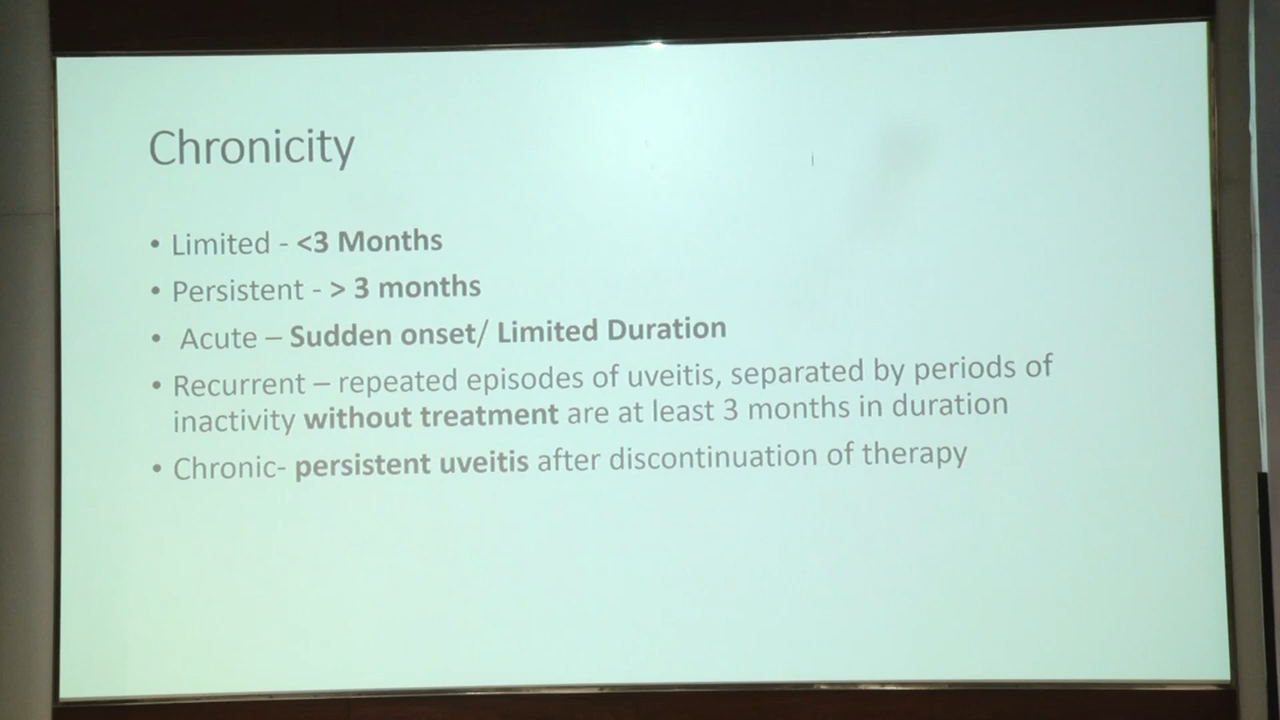 Chronicity
• Limited - <3 Months
• Persistent - > 3 months
• Acute – Sudden onset/ Limited Duration
• Recurrent – repeated episodes of uveitis, separated by periods of
inactivity without treatment are at least 3 months in duration
• Chronic- persistent uveitis after discontinuation of therapy